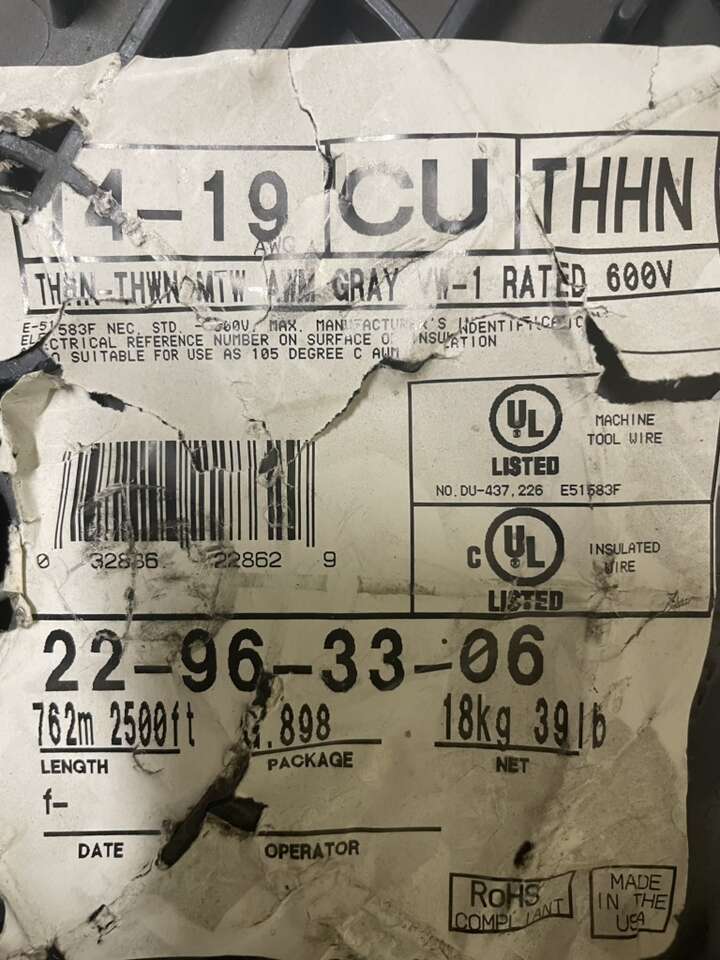 14-19 CU THHN
AWG
THHN-THWN MTW-AWM GRAY VW-1 RATED 600V
E-51583F NEC. STD. 600V. MAX. MANUFACTURER'S
ELECTRICAL REFERENCE NUMBER ON SURFACE OF INSULATION
SUITABLE FOR USE AS 105 DEGREE C AWM
UL
LISTED
MACHINE
TOOL WIRE
NO. DU-437,226 E51583F
0 32886 22862 9
C UL
LISTED
INSULATED
WIRE
22-96-33-06
762m 2500ft .898 18kg 39lb
LENGTH PACKAGE NET
f-
DATE OPERATOR
RoHS
COMPLIANT
MADE
IN THE
USA